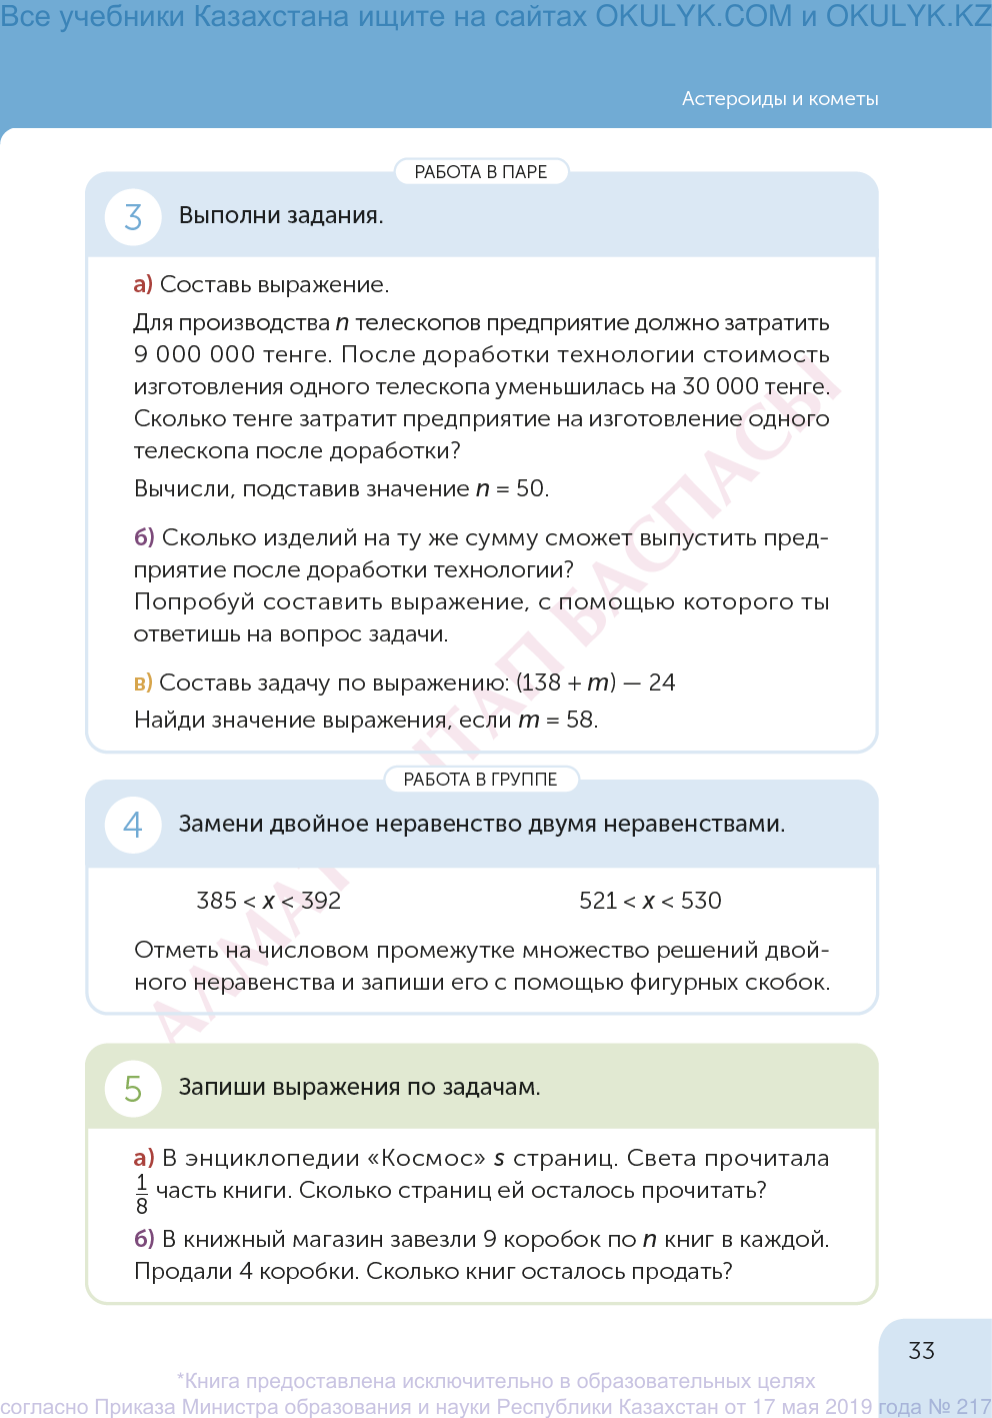 Все учебники Казахстана ищите на сайтах OKULYK.COM и OKULYK.KZ
Астероиды и кометы
РАБОТА В ПАРЕ
3 Выполни задания.
а) Составь выражение.
Для производства n телескопов предприятие должно затратить
9 000 000 тенге. После доработки технологии стоимость
изготовления одного телескопа уменьшилась на 30 000 тенге.
Сколько тенге затратит предприятие на изготовление одного
телескопа после доработки?
Вычисли, подставив значение n = 50.
б) Сколько изделий на ту же сумму сможет выпустить пред-
приятие после доработки технологии?
Попробуй составить выражение, с помощью которого ты
ответишь на вопрос задачи.
в) Составь задачу по выражению: (138 + m) — 24
Найди значение выражения, если m = 58.
РАБОТА В ГРУППЕ
4 Замени двойное неравенство двумя неравенствами.
385 < x < 392 521 < x < 530
Отметь на числовом промежутке множество решений двой-
ного неравенства и запиши его с помощью фигурных скобок.
5 Запиши выражения по задачам.
а) В энциклопедии «Космос» s страниц. Света прочитала
1/8 часть книги. Сколько страниц ей осталось прочитать?
б) В книжный магазин завезли 9 коробок по n книг в каждой.
Продали 4 коробки. Сколько книг осталось продать?
33
*Книга предоставлена исключительно в образовательных целях
согласно Приказа Министра образования и науки Республики Казахстан от 17 мая 2019 года № 217